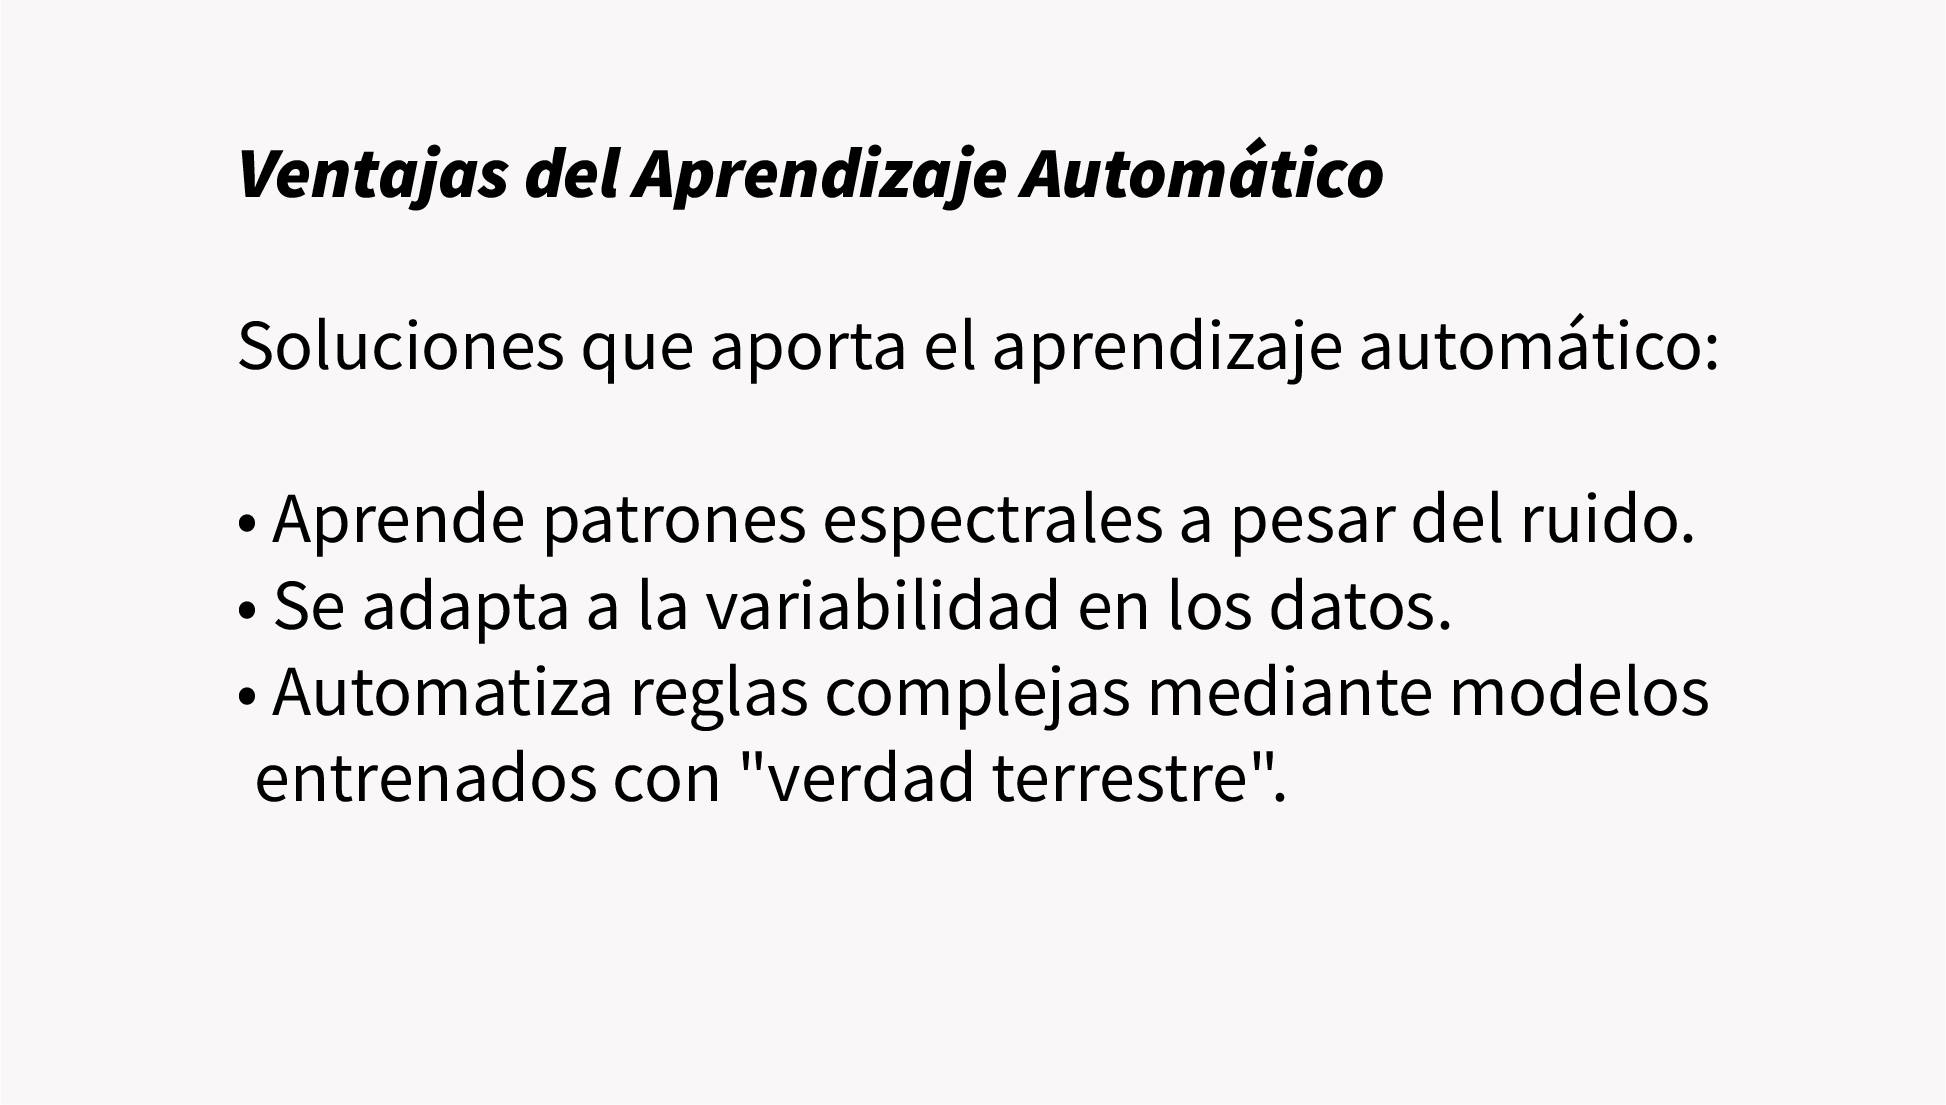 Ventajas del Aprendizaje Automático
Soluciones que aporta el aprendizaje automático:
• Aprende patrones espectrales a pesar del ruido.
• Se adapta a la variabilidad en los datos.
• Automatiza reglas complejas mediante modelos
entrenados con "verdad terrestre".